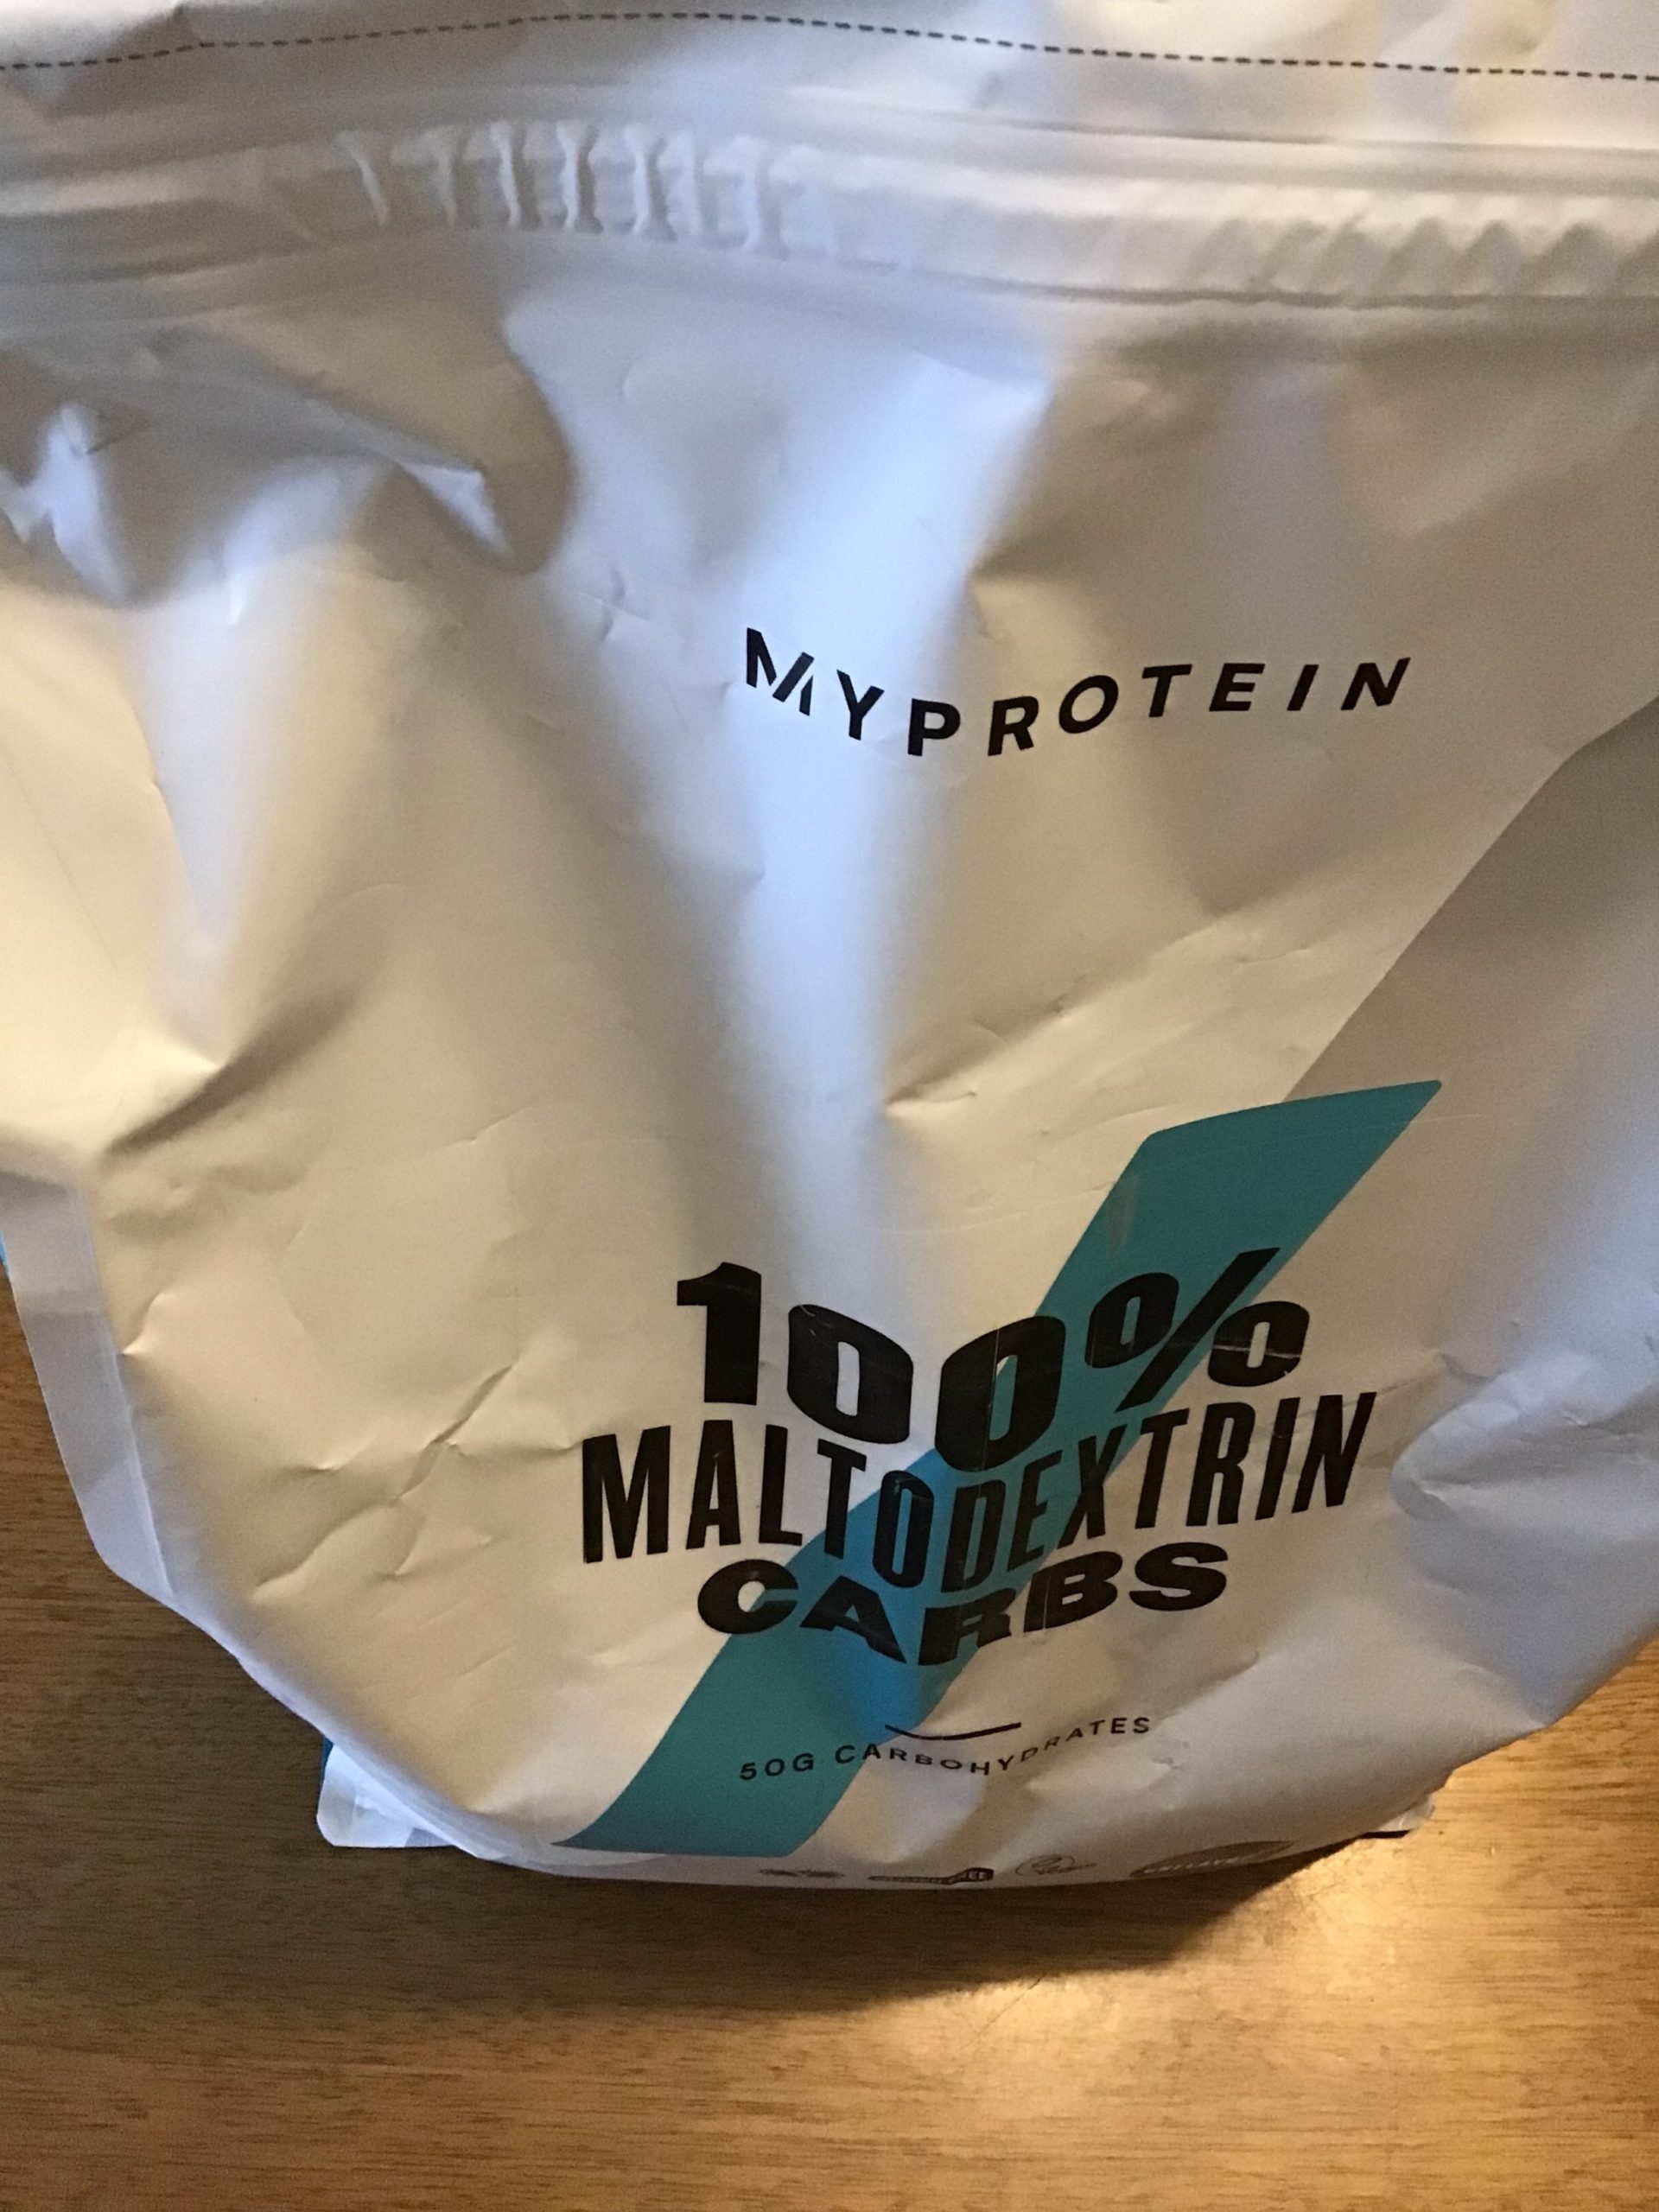 MYPROTEIN
100%
MALTODEXTRIN
CARBS
50G CARBOHYDRATES